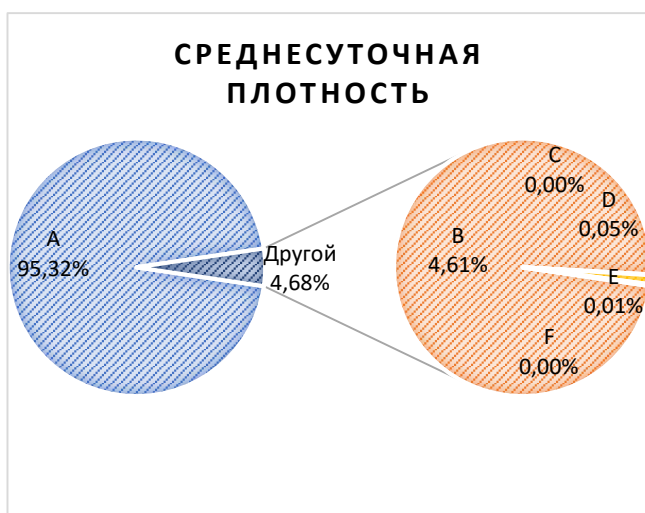 СРЕДНЕСУТОЧНАЯ
ПЛОТНОСТЬ
A
95,32%
Другой
4,68%
B
4,61%
C
0,00%
D
0,05%
E
0,01%
F
0,00%